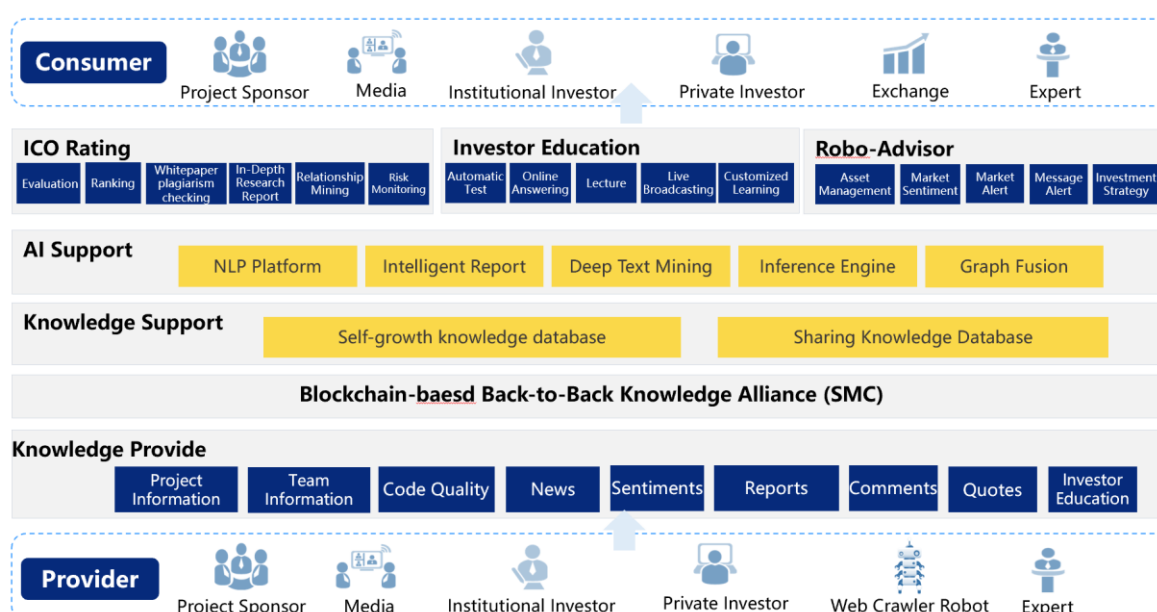 Consumer
Project Sponsor
Media
Institutional Investor
Private Investor
Exchange
Expert
ICO Rating
Evaluation
Ranking
Whitepaper
plagiarism
checking
In-Depth
Research
Report
Relationship
Mining
Risk
Monitoring
Investor Education
Automatic
Test
Online
Answering
Lecture
Live
Broadcasting
Customized
Learning
Robo-Advisor
Asset
Management
Market
Sentiment
Market
Alert
Message
Alert
Investment
Strategy
AI Support
NLP Platform
Intelligent Report
Deep Text Mining
Inference Engine
Graph Fusion
Knowledge Support
Self-growth knowledge database
Sharing Knowledge Database
Blockchain-baesd Back-to-Back Knowledge Alliance (SMC)
Knowledge Provide
Project
Information
Team
Information
Code Quality
News
Sentiments
Reports
Comments
Quotes
Investor
Education
Provider
Project Sponsor
Media
Institutional Investor
Private Investor
Web Crawler Robot
Expert